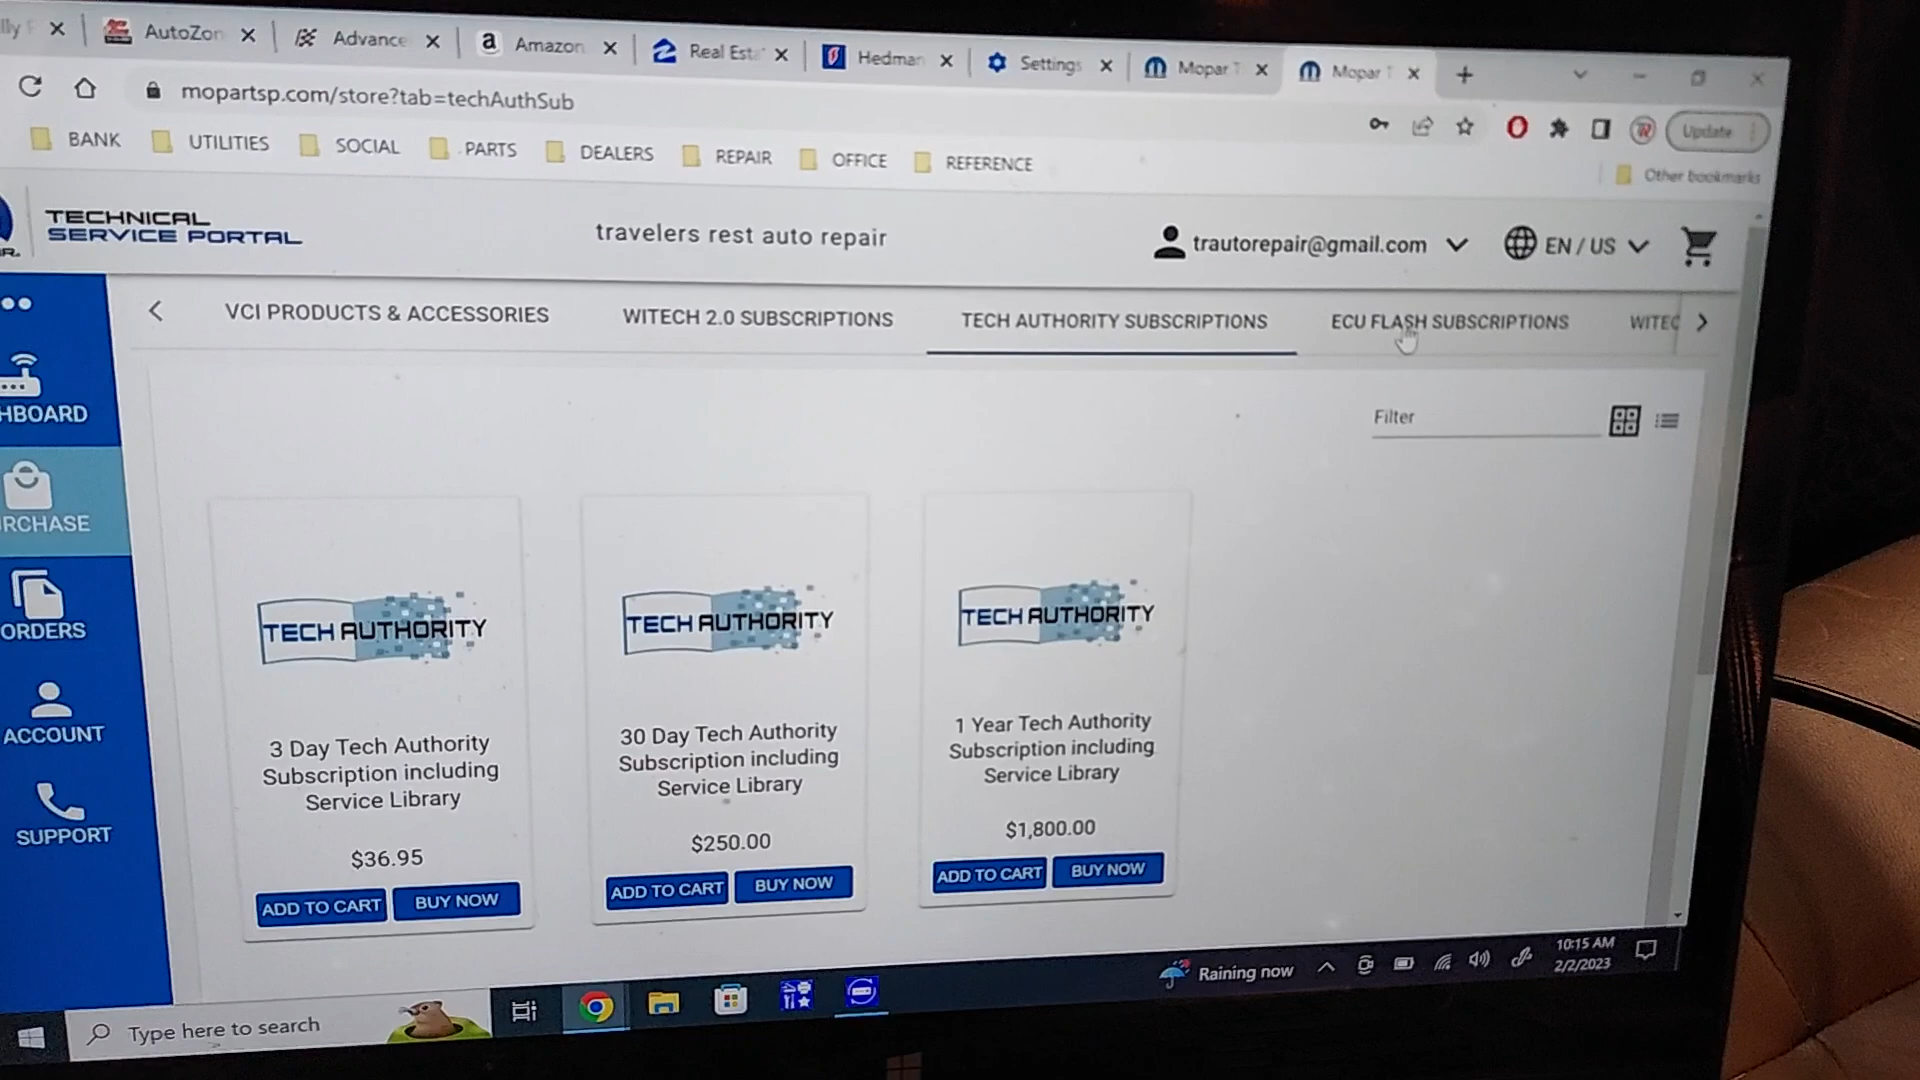 AutoZon
Advance
Amazon
Real Est
Hedman
Settings
Mopar T
Mopar T
mopartsp.com/store?tab=techAuthSub
Update
BANK
UTILITIES
SOCIAL
PARTS
DEALERS
REPAIR
OFFICE
REFERENCE
Other bookmarks
TECHNICAL
SERVICE PORTAL
travelers rest auto repair
trautorepair@gmail.com
EN / US
VCI PRODUCTS & ACCESSORIES
WITECH 2.0 SUBSCRIPTIONS
TECH AUTHORITY SUBSCRIPTIONS
ECU FLASH SUBSCRIPTIONS
WITEC
HBOARD
RCHASE
ORDERS
ACCOUNT
SUPPORT
Filter
TECH AUTHORITY
3 Day Tech Authority
Subscription including
Service Library
$36.95
ADD TO CART
BUY NOW
TECH AUTHORITY
30 Day Tech Authority
Subscription including
Service Library
$250.00
ADD TO CART
BUY NOW
TECH AUTHORITY
1 Year Tech Authority
Subscription including
Service Library
$1,800.00
ADD TO CART
BUY NOW
Type here to search
Raining now
10:15 AM
2/2/2023